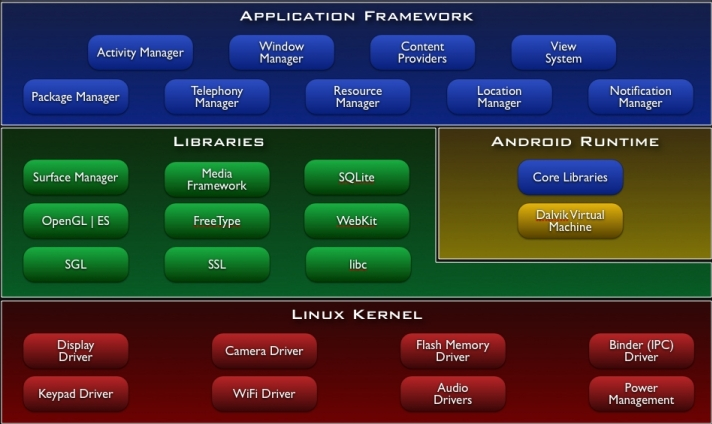 Application Framework
Activity Manager
Window
Manager
Content
Providers
View
System
Package Manager
Telephony
Manager
Resource
Manager
Location
Manager
Notification
Manager
Libraries
Surface Manager
Media
Framework
SQLite
OpenGL | ES
FreeType
WebKit
SGL
SSL
libc
Android Runtime
Core Libraries
Dalvik Virtual
Machine
Linux Kernel
Display
Driver
Camera Driver
Flash Memory
Driver
Binder (IPC)
Driver
Keypad Driver
WiFi Driver
Audio
Drivers
Power
Management